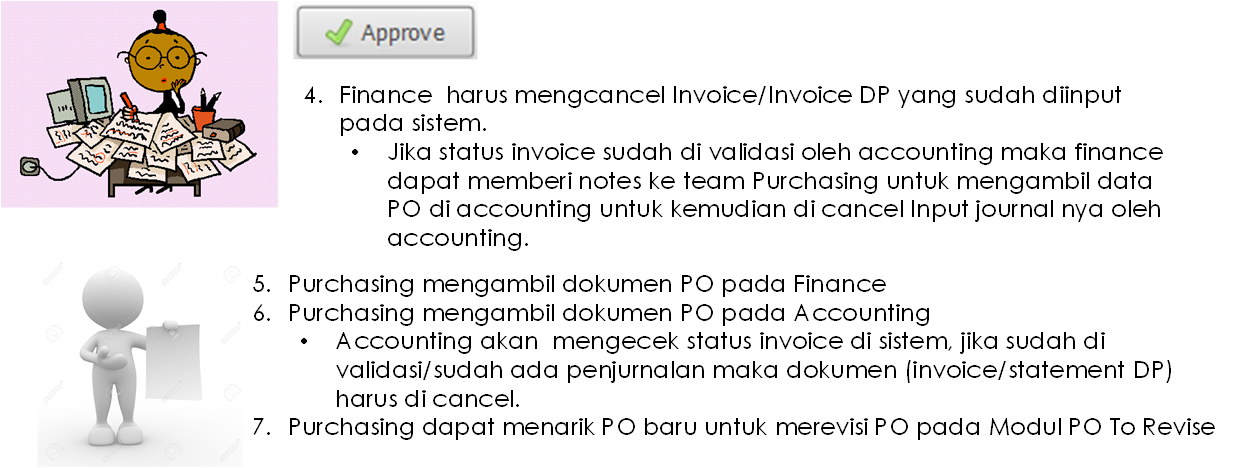 Approve
4. Finance harus mengcancel Invoice/Invoice DP yang sudah diinput
pada sistem.
• Jika status invoice sudah di validasi oleh accounting maka finance
dapat memberi notes ke team Purchasing untuk mengambil data
PO di accounting untuk kemudian di cancel Input journal nya oleh
accounting.
5. Purchasing mengambil dokumen PO pada Finance
6. Purchasing mengambil dokumen PO pada Accounting
• Accounting akan mengecek status invoice di sistem, jika sudah di
validasi/sudah ada penjurnalan maka dokumen (invoice/statement DP)
harus di cancel.
7. Purchasing dapat menarik PO baru untuk merevisi PO pada Modul PO To Revise